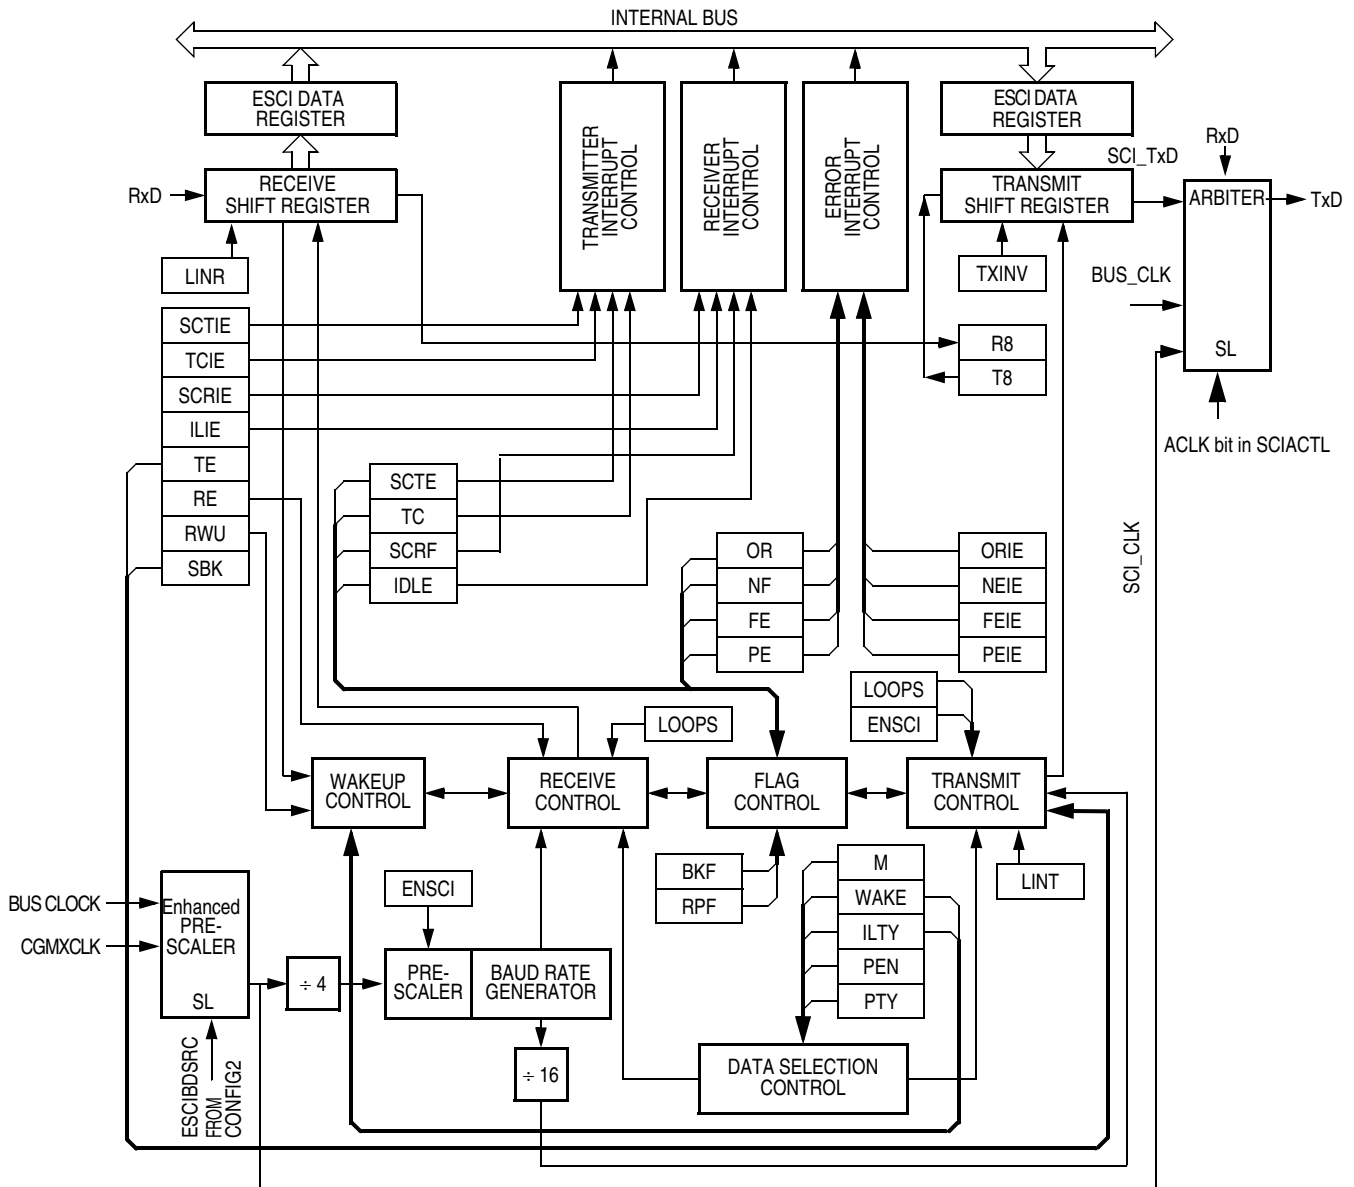 INTERNAL BUS
ESCI DATA
REGISTER
RxD
RECEIVE
SHIFT REGISTER
LINR
TRANSMITTER
INTERRUPT
CONTROL
RECEIVER
INTERRUPT
CONTROL
ERROR
INTERRUPT
CONTROL
ESCI DATA
REGISTER
TRANSMIT
SHIFT REGISTER
SCI_TxD
RxD
ARBITER
TxD
BUS_CLK
SL
ACLK bit in SCIACTL
TXINV
R8
T8
SCTIE
TCIE
SCRIE
ILIE
TE
RE
RWU
SBK
SCTE
TC
SCRF
IDLE
OR
NF
FE
PE
ORIE
NEIE
FEIE
PEIE
SCI_CLK
LOOPS
LOOPS
ENSCI
WAKEUP
CONTROL
RECEIVE
CONTROL
FLAG
CONTROL
TRANSMIT
CONTROL
BKF
RPF
M
WAKE
ILTY
PEN
PTY
LINT
BUS CLOCK
CGMXCLK
Enhanced
PRE-
SCALER
SL
ESCIBDSRC
FROM
CONFIG2
÷ 4
ENSCI
PRE-
SCALER
BAUD RATE
GENERATOR
÷ 16
DATA SELECTION
CONTROL